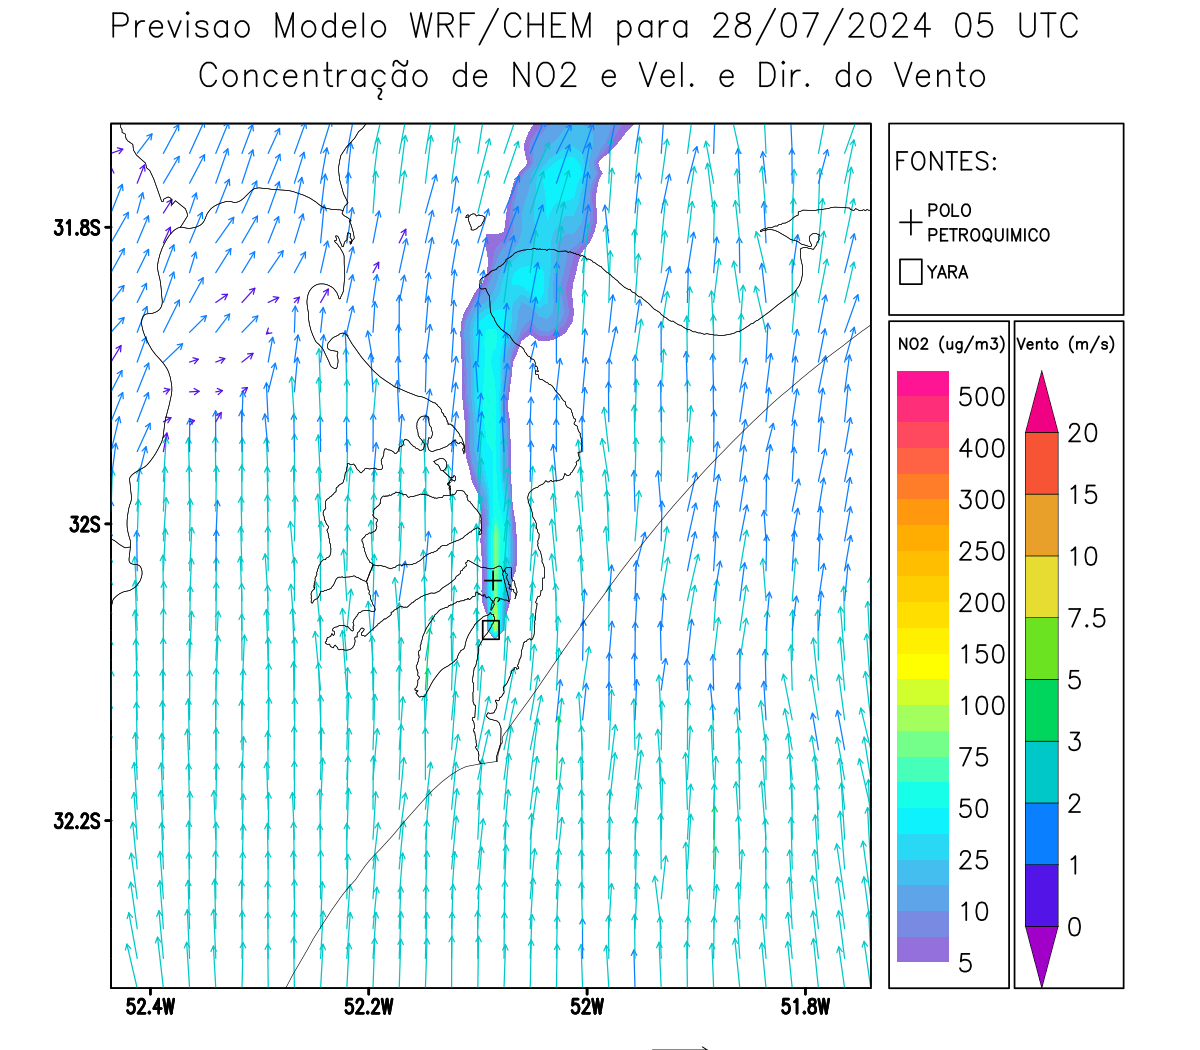 Previsao Modelo WRF/CHEM para 28/07/2024 05 UTC
Concentração de NO2 e Vel. e Dir. do Vento
FONTES:
POLO
PETROQUIMICO
YARA
NO2 (ug/m3)
500
400
300
250
200
150
100
75
50
25
10
5
Vento (m/s)
20
15
10
7.5
5
3
2
1
0
31.8S
32S
32.2S
52.4W
52.2W
52W
51.8W